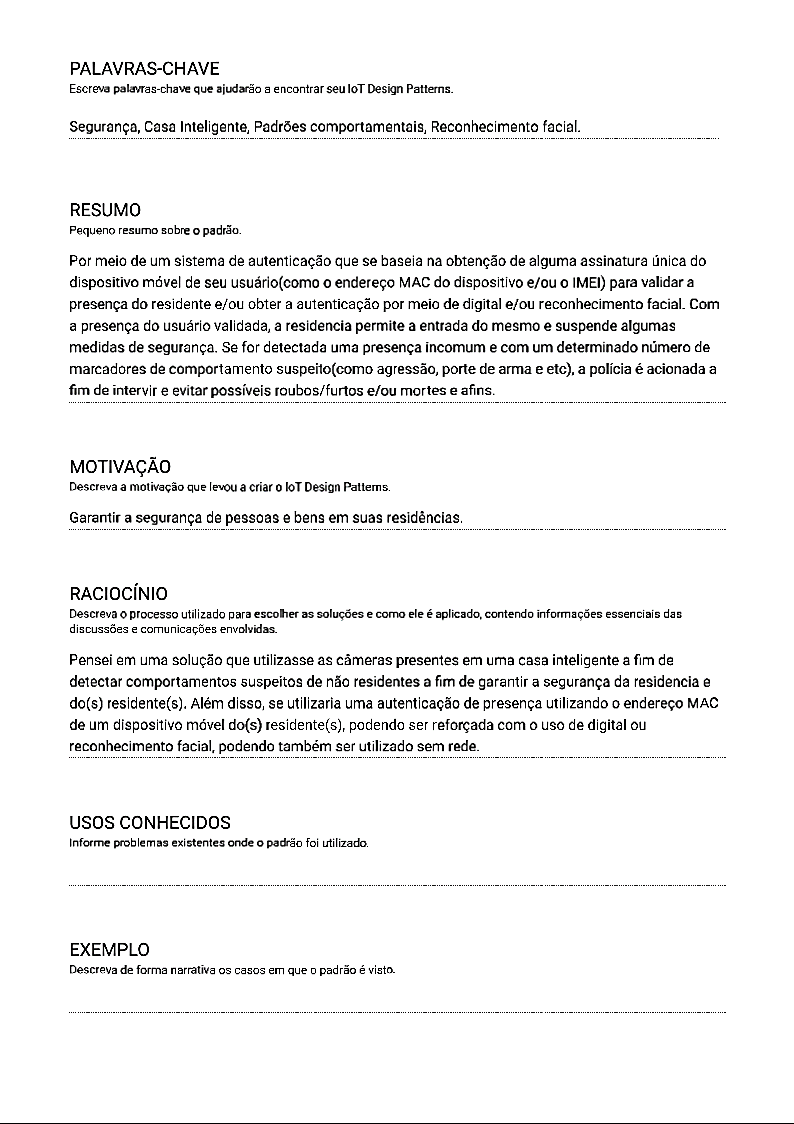 PALAVRAS-CHAVE
Escreva palavras-chave que ajudarão a encontrar seu IoT Design Patterns.
Segurança, Casa Inteligente, Padrões comportamentais, Reconhecimento facial.
RESUMO
Pequeno resumo sobre o padrão.
Por meio de um sistema de autenticação que se baseia na obtenção de alguma assinatura única do
dispositivo móvel de seu usuário(como o endereço MAC do dispositivo e/ou o IMEI) para validar a
presença do residente e/ou obter a autenticação por meio de digital e/ou reconhecimento facial. Com
a presença do usuário validada, a residencia permite a entrada do mesmo e suspende algumas
medidas de segurança. Se for detectada uma presença incomum e com um determinado número de
marcadores de comportamento suspeito(como agressão, porte de arma e etc), a polícia é acionada a
fim de intervir e evitar possíveis roubos/furtos e/ou mortes e afins.
MOTIVAÇÃO
Descreva a motivação que levou a criar o IoT Design Patterns.
Garantir a segurança de pessoas e bens em suas residências.
RACIOCÍNIO
Descreva o processo utilizado para escolher as soluções e como ele é aplicado, contendo informações essenciais das
discussões e comunicações envolvidas.
Pensei em uma solução que utilizasse as câmeras presentes em uma casa inteligente a fim de
detectar comportamentos suspeitos de não residentes a fim de garantir a segurança da residencia e
do(s) residente(s). Além disso, se utilizaria uma autenticação de presença utilizando o endereço MAC
de um dispositivo móvel do(s) residente(s), podendo ser reforçada com o uso de digital ou
reconhecimento facial, podendo também ser utilizado sem rede.
USOS CONHECIDOS
Informe problemas existentes onde o padrão foi utilizado.
EXEMPLO
Descreva de forma narrativa os casos em que o padrão é visto.